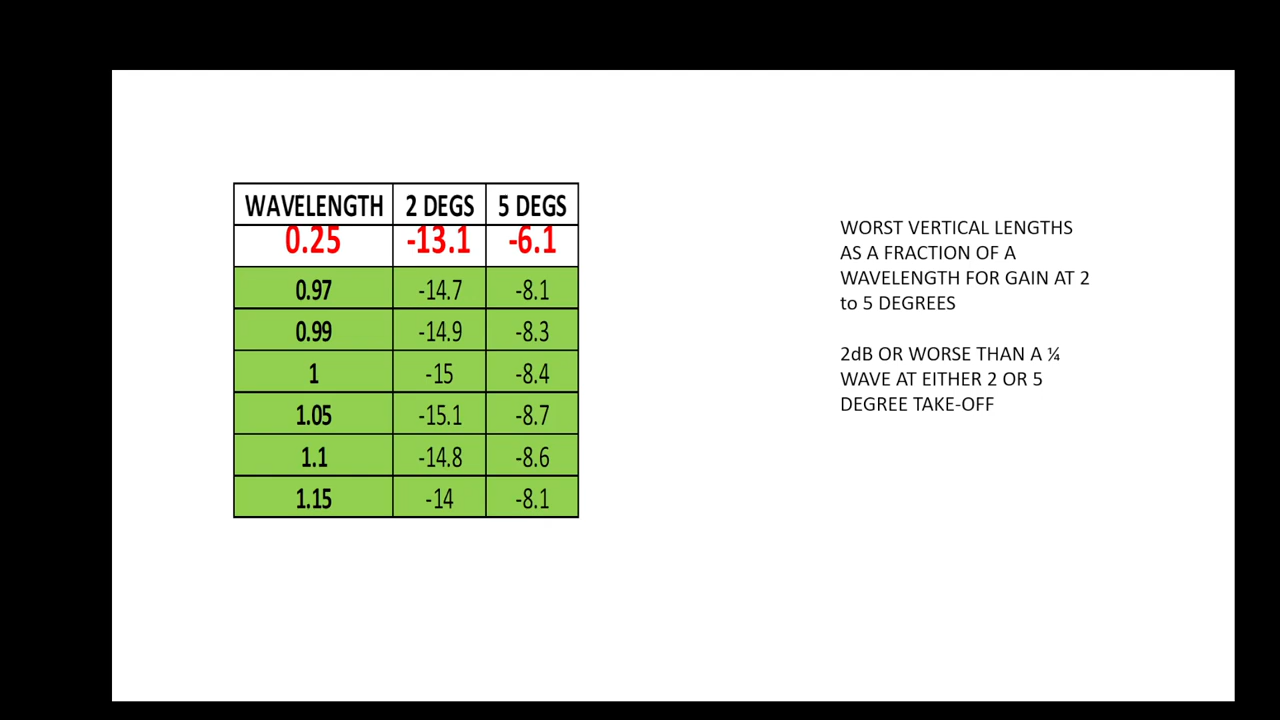 WAVELENGTH 2 DEGS 5 DEGS
0.25 -13.1 -6.1
0.97 -14.7 -8.1
0.99 -14.9 -8.3
1 -15 -8.4
1.05 -15.1 -8.7
1.1 -14.8 -8.6
1.15 -14 -8.1
WORST VERTICAL LENGTHS
AS A FRACTION OF A
WAVELENGTH FOR GAIN AT 2
to 5 DEGREES
2dB OR WORSE THAN A ¼
WAVE AT EITHER 2 OR 5
DEGREE TAKE-OFF